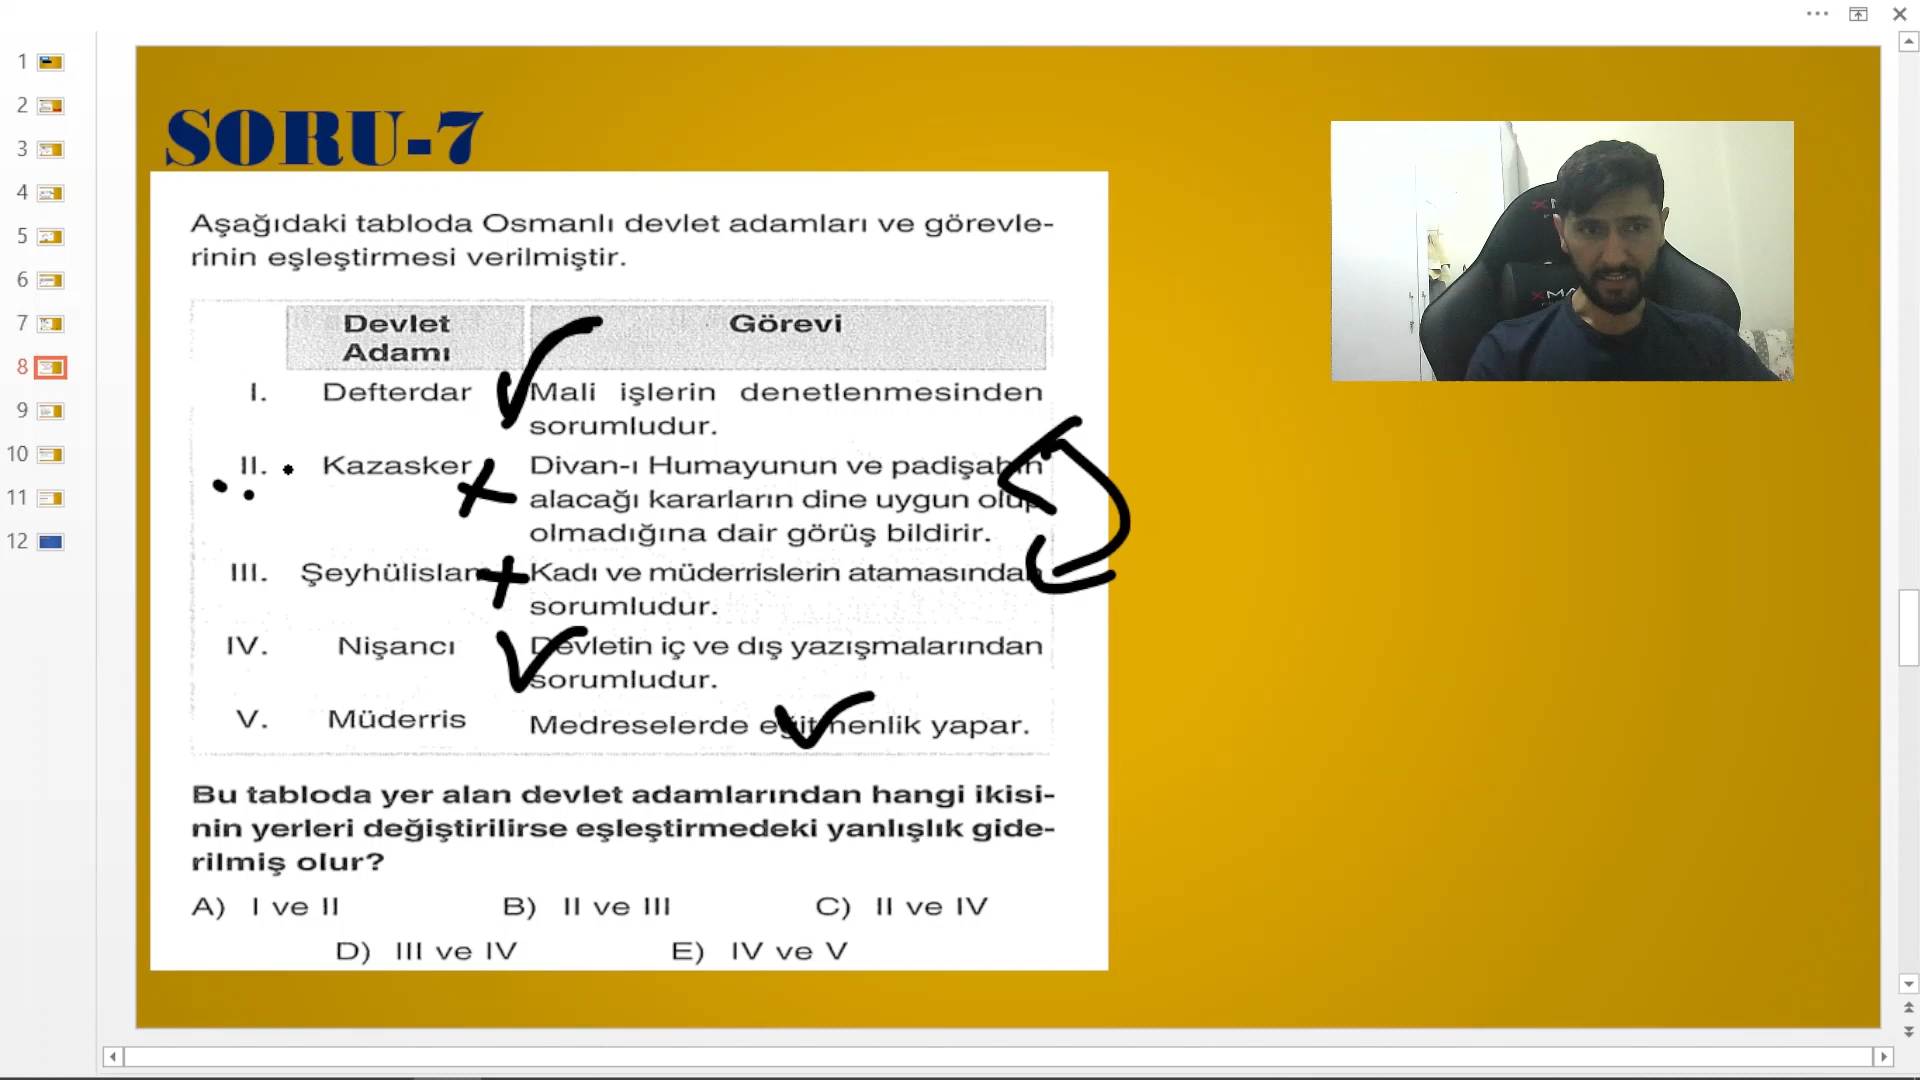 1
2
3
4
5
6
7
8
9
10
11
12
SORU-7
Aşağıdaki tabloda Osmanlı devlet adamları ve görevle-
rinin eşleştirmesi verilmiştir.
Devlet Adamı Görevi
I. Defterdar Mali işlerin denetlenmesinden
sorumludur.
II. Kazasker Divan-ı Humayunun ve padişahın
alacağı kararların dine uygun olup
olmadığına dair görüş bildirir.
III. Şeyhülislam Kadı ve müderrislerin atamasından
sorumludur.
IV. Nişancı Devletin iç ve dış yazışmalarından
sorumludur.
V. Müderris Medreselerde eğitmenlik yapar.
Bu tabloda yer alan devlet adamlarından hangi ikisi-
nin yerleri değiştirilirse eşleştirmedeki yanlışlık gide-
rilmiş olur?
A) I ve II B) II ve III C) II ve IV
D) III ve IV E) IV ve V